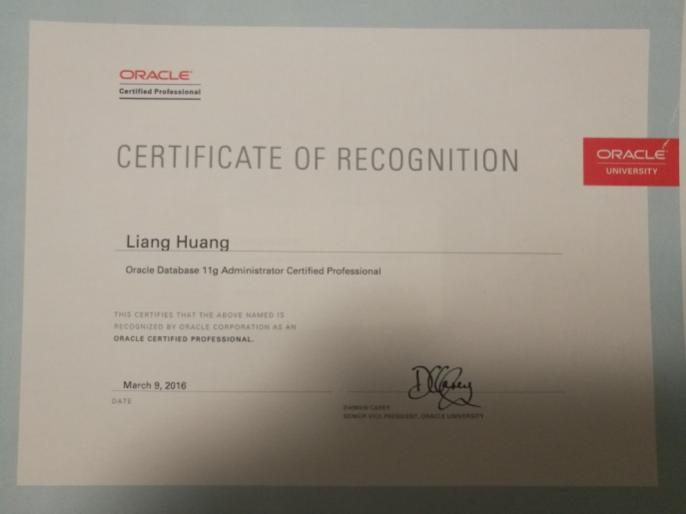 ORACLE
Certified Professional
CERTIFICATE OF RECOGNITION
ORACLE
UNIVERSITY
Liang Huang
Oracle Database 11g Administrator Certified Professional
THIS CERTIFIES THAT THE ABOVE NAMED IS
RECOGNIZED BY ORACLE CORPORATION AS AN
ORACLE CERTIFIED PROFESSIONAL.
March 9, 2016
DATE
DAMIEN CAREY
SENIOR VICE PRESIDENT, ORACLE UNIVERSITY